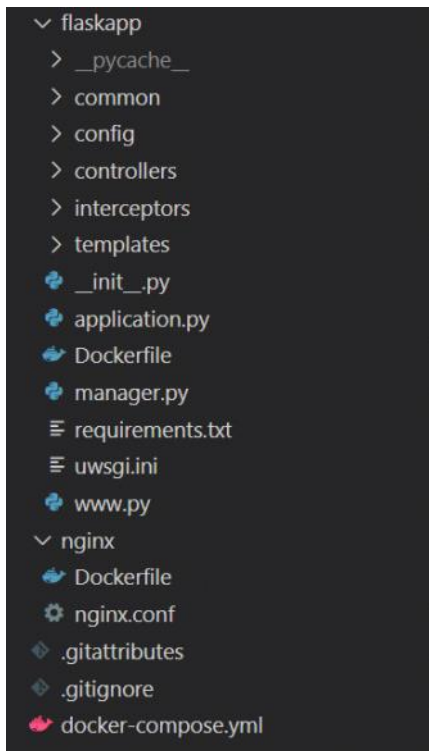 flaskapp
__pycache__
common
config
controllers
interceptors
templates
__init__.py
application.py
Dockerfile
manager.py
requirements.txt
uwsgi.ini
www.py
nginx
Dockerfile
nginx.conf
.gitattributes
.gitignore
docker-compose.yml